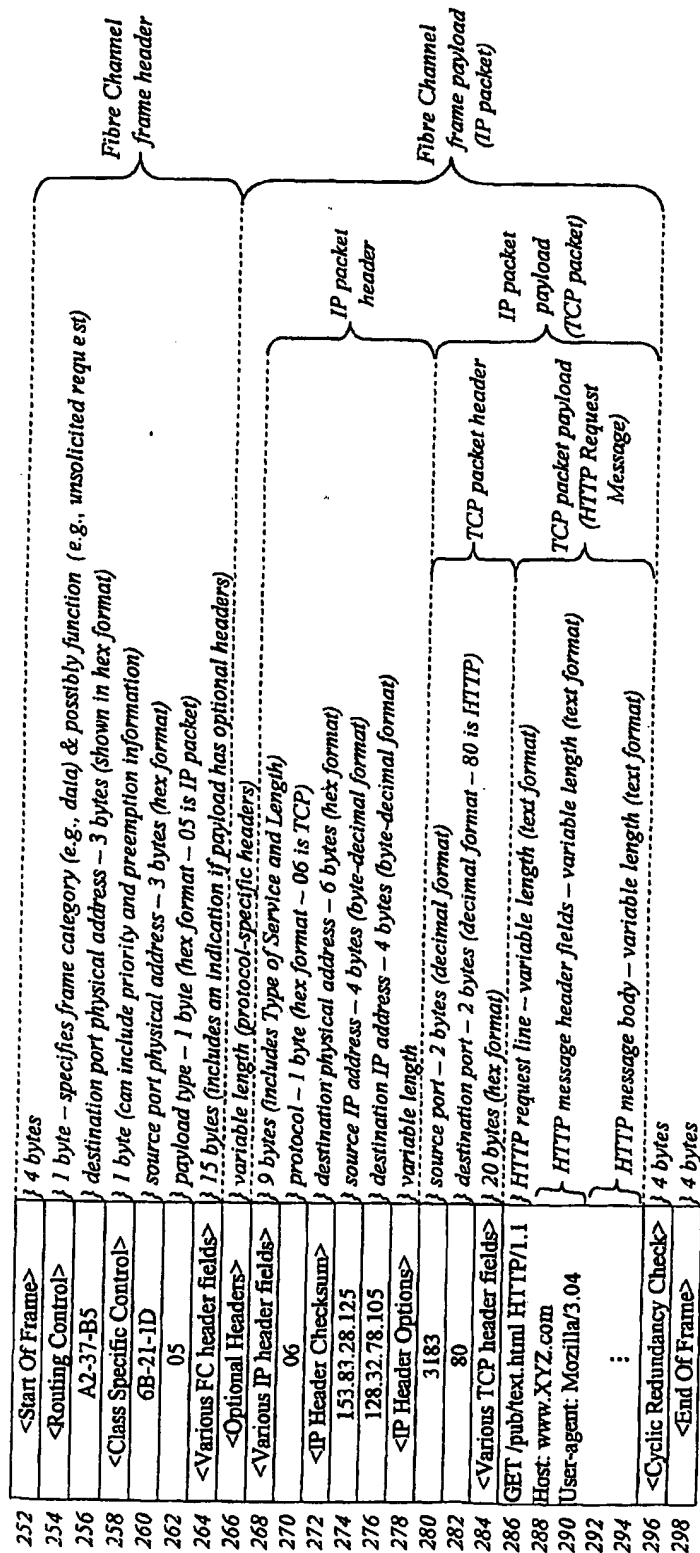 252 <Start Of Frame> } 4 bytes
254 <Routing Control> } 1 byte – specifies frame category (e.g., data) & possibly function (e.g., unsolicited request)
256 A2-37-B5 } destination port physical address – 3 bytes (shown in hex format)
258 <Class Specific Control> } 1 byte (can include priority and preemption information)
260 6B-21-1D } source port physical address – 3 bytes (hex format)
262 05 } payload type – 1 byte (hex format – 05 is IP packet)
264 <Various FC header fields> } 15 bytes (includes an indication if payload has optional headers)
266 <Optional Headers> } variable length (protocol-specific headers)
268 <Various IP header fields> } 9 bytes (includes Type of Service and Length)
270 06 } protocol – 1 byte (hex format – 06 is TCP)
272 <IP Header Checksum> } destination physical address – 6 bytes (hex format)
274 153.83.28.125 } source IP address – 4 bytes (byte-decimal format)
276 128.32.78.105 } destination IP address – 4 bytes (byte-decimal format)
278 <IP Header Options> } variable length
280 3183 } source port – 2 bytes (decimal format)
282 80 } destination port – 2 bytes (decimal format – 80 is HTTP)
284 <Various TCP header fields> } 20 bytes (hex format)
286 GET /pub/text.html HTTP/1.1 } HTTP request line – variable length (text format)
288 Host: www.XYZ.com
290 User-agent: Mozilla/3.04
HTTP message header fields – variable length (text format)
292
294 :
HTTP message body – variable length (text format)
296 <Cyclic Redundancy Check> } 4 bytes
298 <End Of Frame> } 4 bytes
TCP packet header
TCP packet payload
(HTTP Request
Message)
IP packet
header
IP packet
payload
(TCP packet)
Fibre Channel
frame header
Fibre Channel
frame payload
(IP packet)